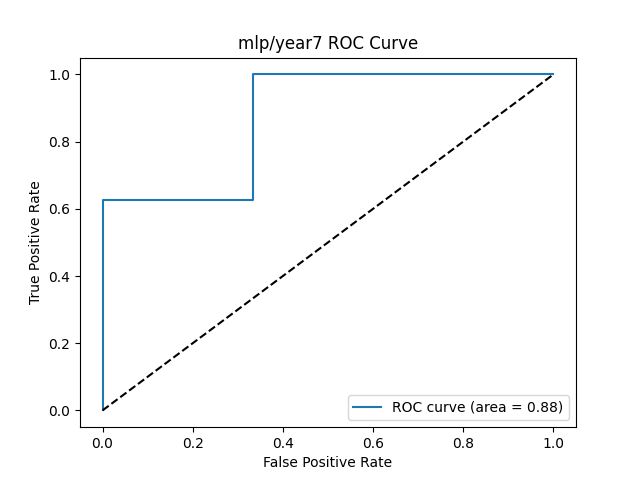 mlp/year7 ROC Curve
1.0
0.8
0.6
0.4
0.2
0.0
True Positive Rate
ROC curve (area = 0.88)
0.0 0.2 0.4 0.6 0.8 1.0
False Positive Rate